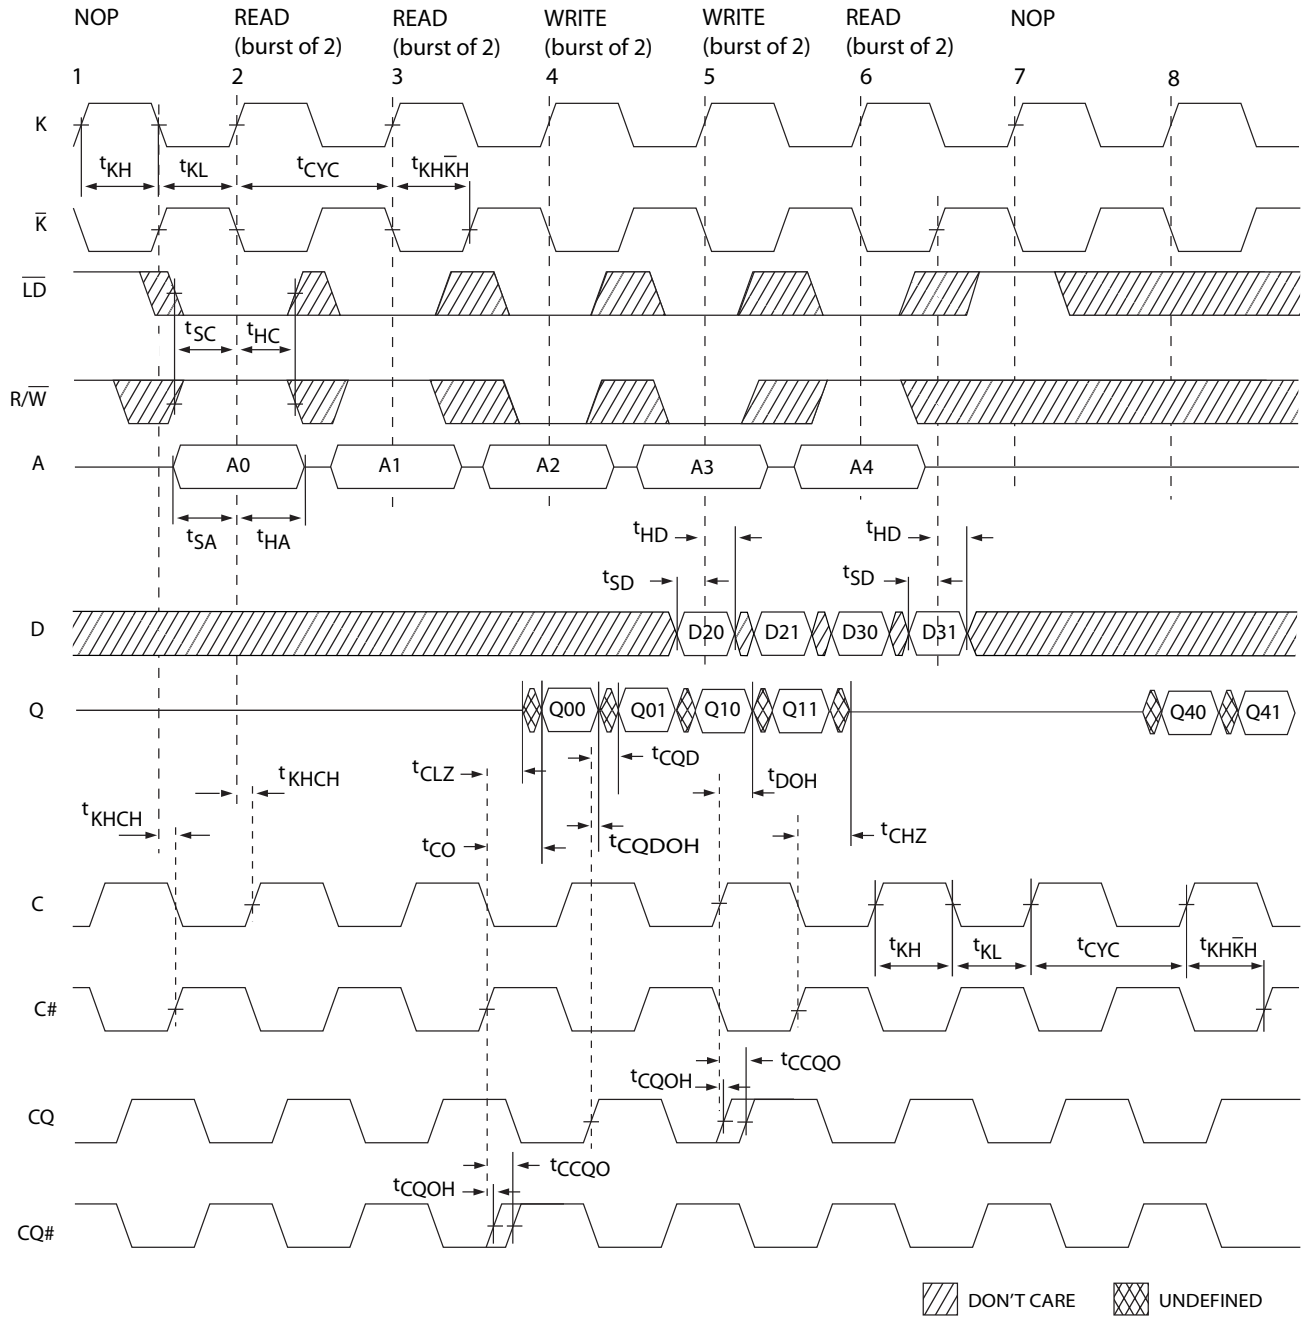 NOP READ READ WRITE WRITE READ NOP
(burst of 2) (burst of 2) (burst of 2) (burst of 2) (burst of 2)
1 2 3 4 5 6 7 8
K
tKH tKL tCYC tKHK̅H
K̅
L̅D̅
tSC tHC
R/W̅
A A0 A1 A2 A3 A4
tSA tHA tHD tHD
tSD tSD
D D20 D21 D30 D31
Q Q00 Q01 Q10 Q11 Q40 Q41
tKHCH tCLZ tCQD tDOH
tKHCH tCO tCQDOH tCHZ
C
tKH tKL tCYC tKHK̅H
C#
tCCQO
tCQOH
CQ
tCCQO
tCQOH
CQ#
DON'T CARE UNDEFINED